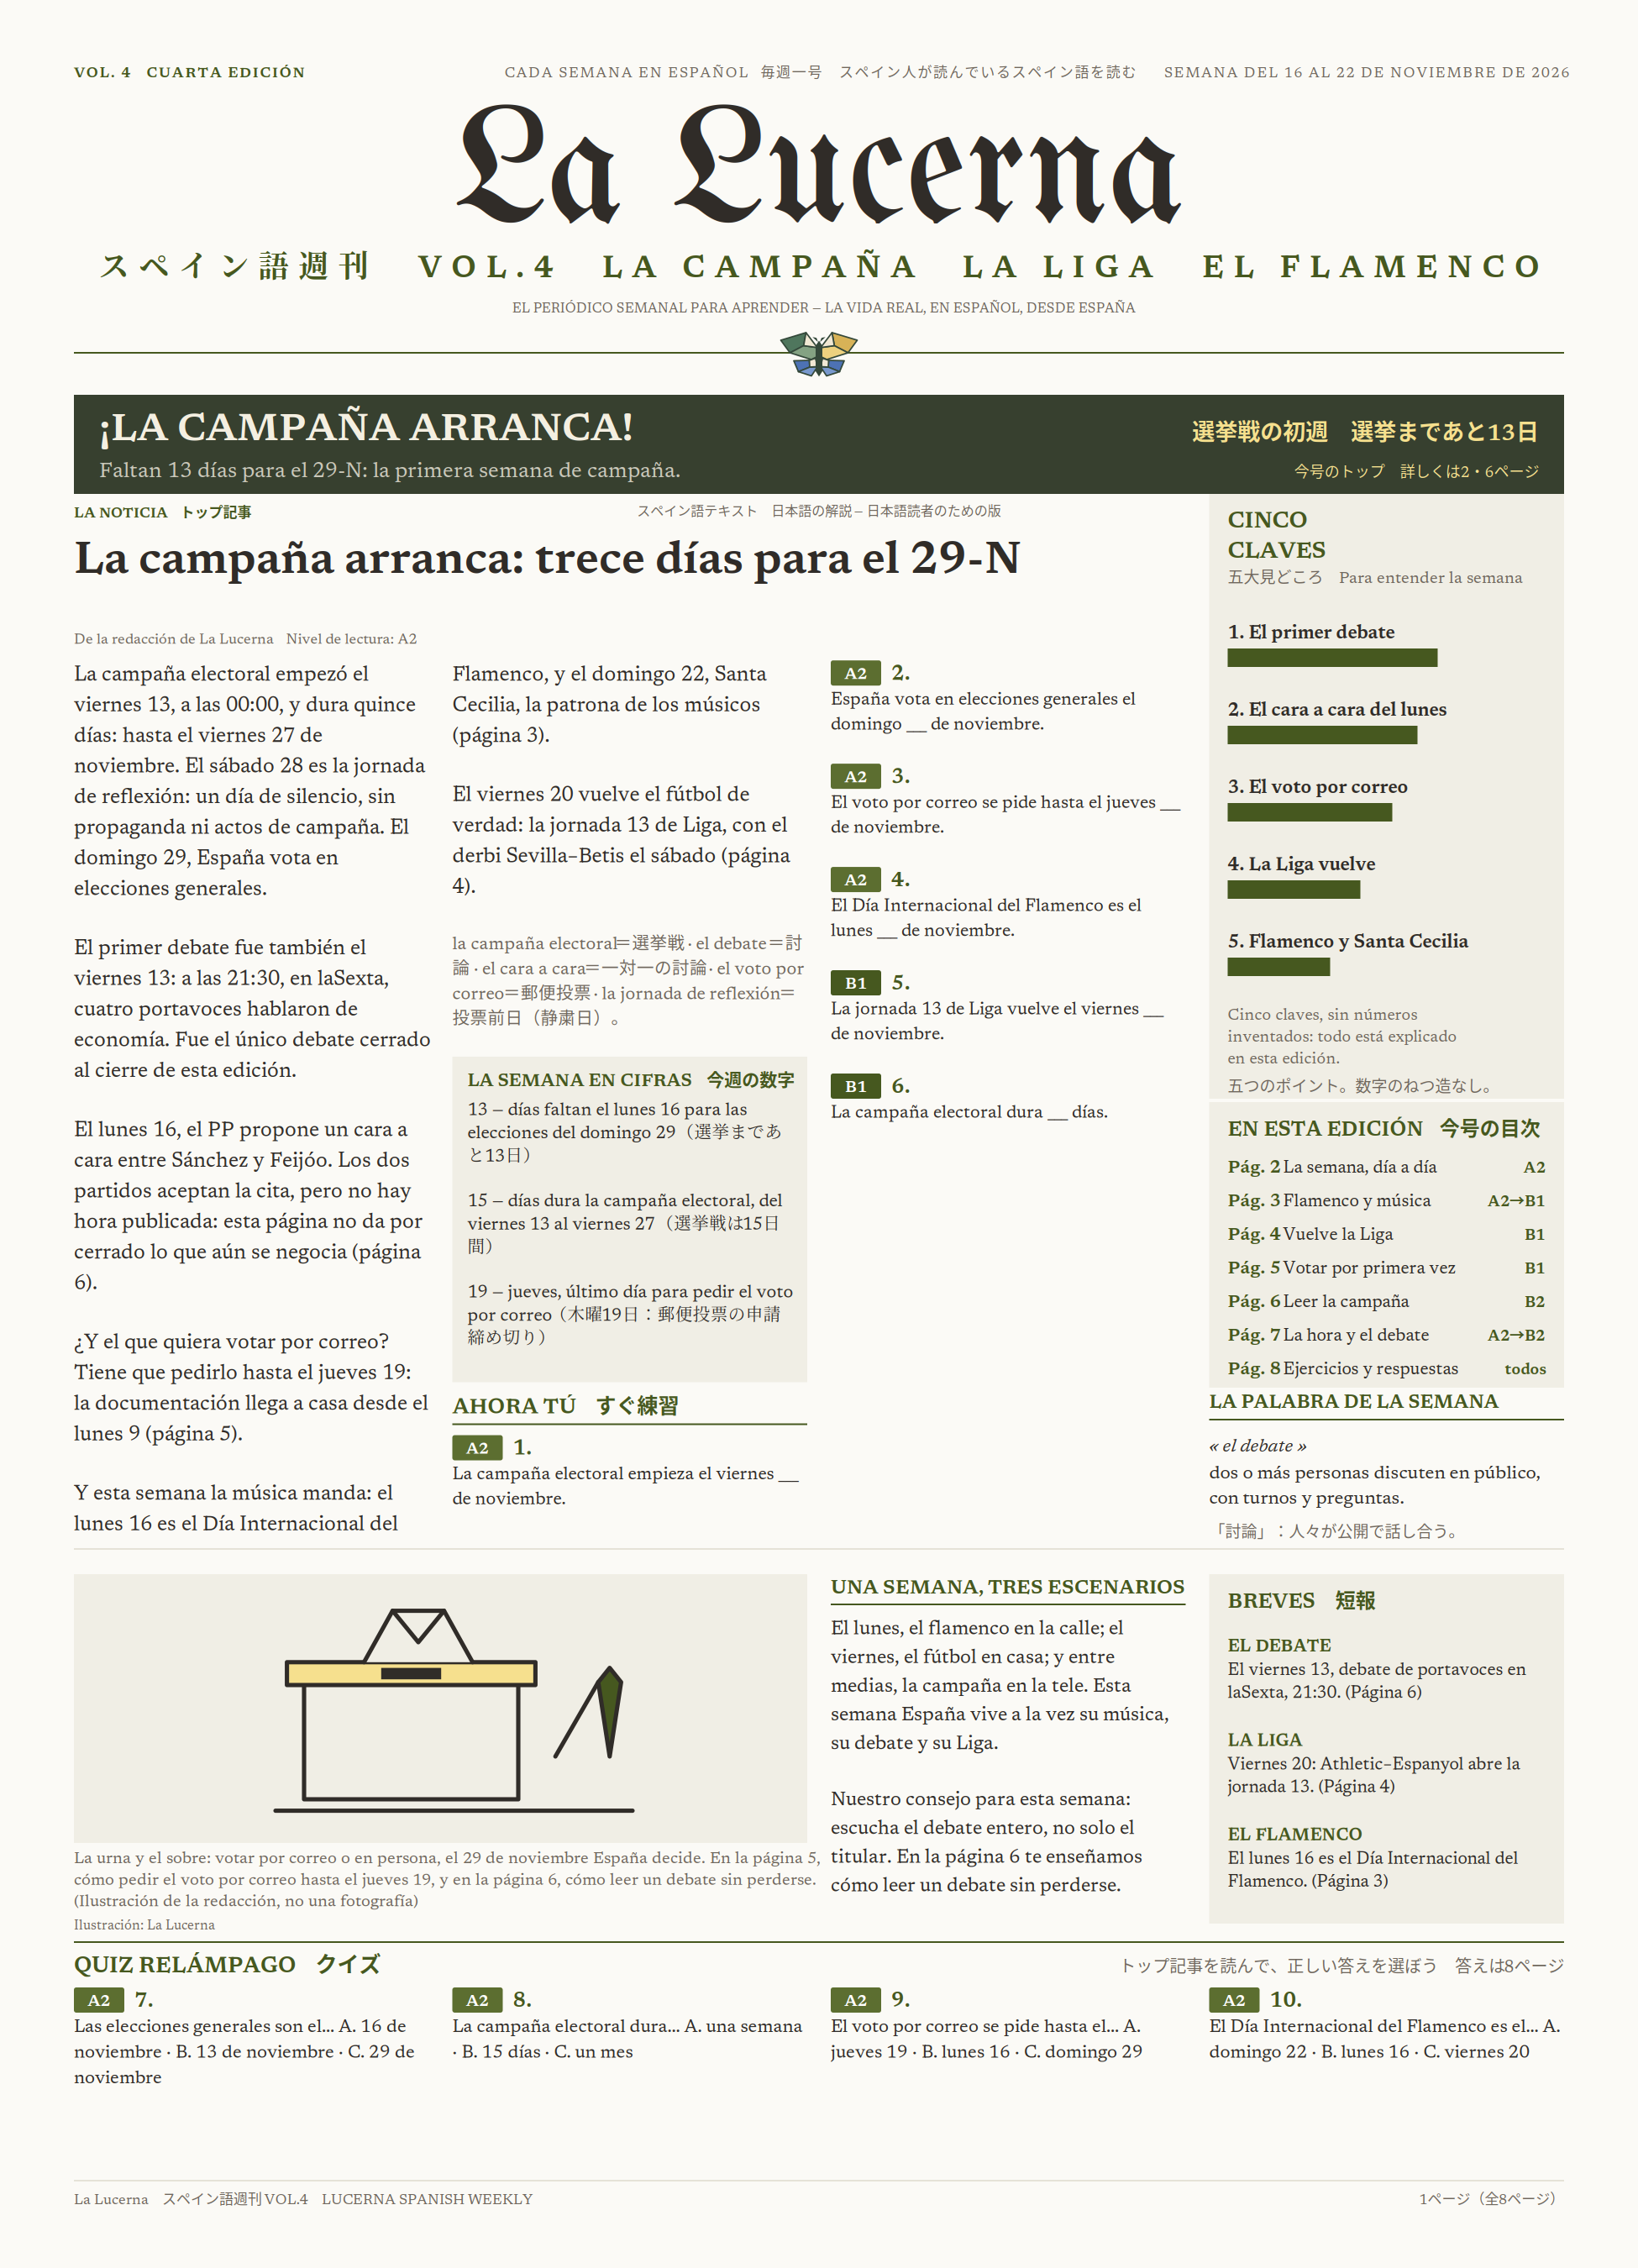 VOL. 4 CUARTA EDICIÓN
CADA SEMANA EN ESPAÑOL 毎週一号 スペイン人が読んでいるスペイン語を読む
SEMANA DEL 16 AL 22 DE NOVIEMBRE DE 2026
La Lucerna
スペイン語週刊 VOL.4 LA CAMPAÑA LA LIGA EL FLAMENCO
EL PERIÓDICO SEMANAL PARA APRENDER – LA VIDA REAL, EN ESPAÑOL, DESDE ESPAÑA
¡LA CAMPAÑA ARRANCA!
Faltan 13 días para el 29-N: la primera semana de campaña.
選挙戦の初週 選挙まであと13日
今号のトップ 詳しくは2・6ページ
LA NOTICIA トップ記事
スペイン語テキスト 日本語の解説 – 日本語読者のための版
La campaña arranca: trece días para el 29-N
De la redacción de La Lucerna Nivel de lectura: A2
La campaña electoral empezó el
viernes 13, a las 00:00, y dura quince
días: hasta el viernes 27 de
noviembre. El sábado 28 es la jornada
de reflexión: un día de silencio, sin
propaganda ni actos de campaña. El
domingo 29, España vota en
elecciones generales.
El primer debate fue también el
viernes 13: a las 21:30, en laSexta,
cuatro portavoces hablaron de
economía. Fue el único debate cerrado
al cierre de esta edición.
El lunes 16, el PP propone un cara a
cara entre Sánchez y Feijóo. Los dos
partidos aceptan la cita, pero no hay
hora publicada: esta página no da por
cerrado lo que aún se negocia (página
6).
¿Y el que quiera votar por correo?
Tiene que pedirlo hasta el jueves 19:
la documentación llega a casa desde el
lunes 9 (página 5).
Y esta semana la música manda: el
lunes 16 es el Día Internacional del
Flamenco, y el domingo 22, Santa
Cecilia, la patrona de los músicos
(página 3).
El viernes 20 vuelve el fútbol de
verdad: la jornada 13 de Liga, con el
derbi Sevilla–Betis el sábado (página
4).
la campaña electoral=選挙戦 · el debate=討
論 · el cara a cara=一対一の討論 · el voto por
correo=郵便投票 · la jornada de reflexión=
投票前日（静粛日）。
LA SEMANA EN CIFRAS 今週の数字
13 – días faltan el lunes 16 para las
elecciones del domingo 29（選挙まであ
と13日）
15 – días dura la campaña electoral, del
viernes 13 al viernes 27（選挙戦は15日
間）
19 – jueves, último día para pedir el voto
por correo（木曜19日：郵便投票の申請
締め切り）
AHORA TÚ すぐ練習
A2 1.
La campaña electoral empieza el viernes __
de noviembre.
A2 2.
España vota en elecciones generales el
domingo __ de noviembre.
A2 3.
El voto por correo se pide hasta el jueves __
de noviembre.
A2 4.
El Día Internacional del Flamenco es el
lunes __ de noviembre.
B1 5.
La jornada 13 de Liga vuelve el viernes __
de noviembre.
B1 6.
La campaña electoral dura __ días.
CINCO
CLAVES
五大見どころ Para entender la semana
1. El primer debate
2. El cara a cara del lunes
3. El voto por correo
4. La Liga vuelve
5. Flamenco y Santa Cecilia
Cinco claves, sin números
inventados: todo está explicado
en esta edición.
五つのポイント。数字のねつ造なし。
EN ESTA EDICIÓN 今号の目次
Pág. 2 La semana, día a día A2
Pág. 3 Flamenco y música A2→B1
Pág. 4 Vuelve la Liga B1
Pág. 5 Votar por primera vez B1
Pág. 6 Leer la campaña B2
Pág. 7 La hora y el debate A2→B2
Pág. 8 Ejercicios y respuestas todos
LA PALABRA DE LA SEMANA
« el debate »
dos o más personas discuten en público,
con turnos y preguntas.
「討論」：人々が公開で話し合う。
La urna y el sobre: votar por correo o en persona, el 29 de noviembre España decide. En la página 5,
cómo pedir el voto por correo hasta el jueves 19, y en la página 6, cómo leer un debate sin perderse.
(Ilustración de la redacción, no una fotografía)
Ilustración: La Lucerna
UNA SEMANA, TRES ESCENARIOS
El lunes, el flamenco en la calle; el
viernes, el fútbol en casa; y entre
medias, la campaña en la tele. Esta
semana España vive a la vez su música,
su debate y su Liga.
Nuestro consejo para esta semana:
escucha el debate entero, no solo el
titular. En la página 6 te enseñamos
cómo leer un debate sin perderse.
BREVES 短報
EL DEBATE
El viernes 13, debate de portavoces en
laSexta, 21:30. (Página 6)
LA LIGA
Viernes 20: Athletic–Espanyol abre la
jornada 13. (Página 4)
EL FLAMENCO
El lunes 16 es el Día Internacional del
Flamenco. (Página 3)
QUIZ RELÁMPAGO クイズ
トップ記事を読んで、正しい答えを選ぼう 答えは8ページ
A2 7.
Las elecciones generales son el... A. 16 de
noviembre · B. 13 de noviembre · C. 29 de
noviembre
A2 8.
La campaña electoral dura... A. una semana
· B. 15 días · C. un mes
A2 9.
El voto por correo se pide hasta el... A.
jueves 19 · B. lunes 16 · C. domingo 29
A2 10.
El Día Internacional del Flamenco es el... A.
domingo 22 · B. lunes 16 · C. viernes 20
La Lucerna スペイン語週刊 VOL.4 LUCERNA SPANISH WEEKLY
1ページ（全8ページ）